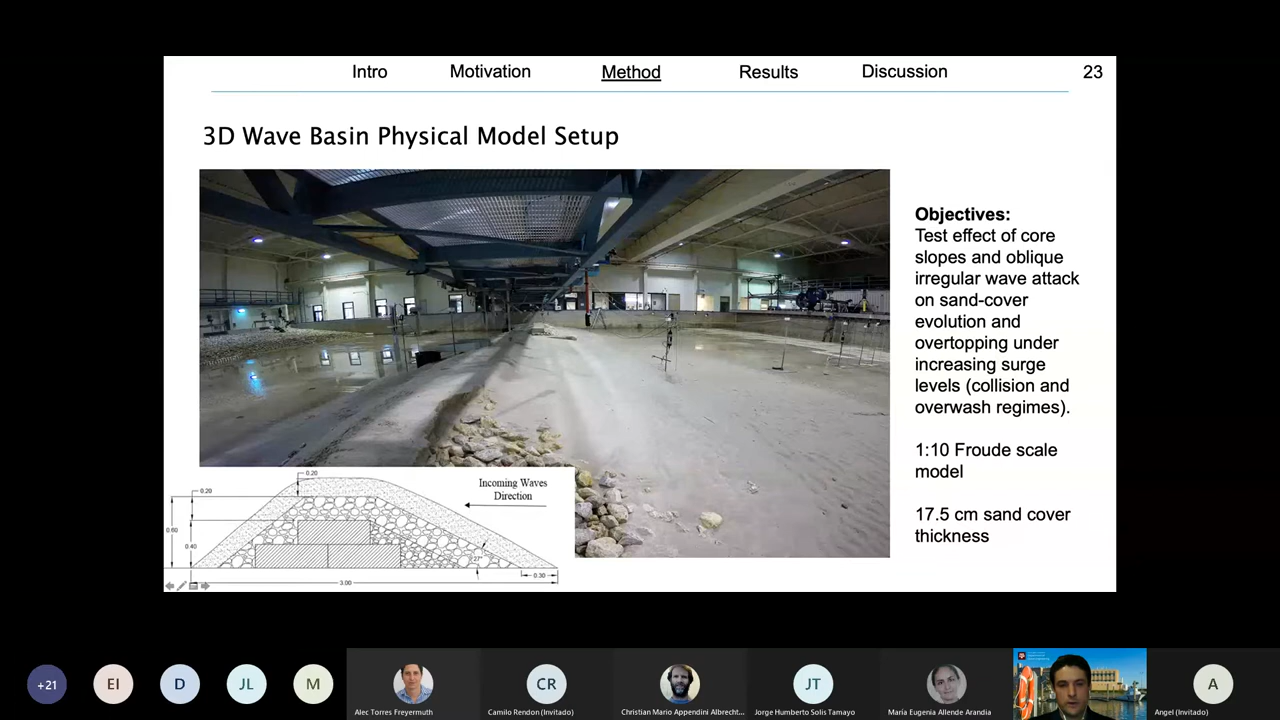 Intro Motivation Method Results Discussion 23
3D Wave Basin Physical Model Setup
Objectives:
Test effect of core
slopes and oblique
irregular wave attack
on sand-cover
evolution and
overtopping under
increasing surge
levels (collision and
overwash regimes).
1:10 Froude scale
model
17.5 cm sand cover
thickness
0.20
0.20
Incoming Waves
Direction
0.60
0.40
27°
0.30
3.00
+21
EI
D
JL
M
Alec Torres Freyermuth
CR
Camilo Rendon (Invitado)
Christian Mario Appendini Albrecht...
JT
Jorge Humberto Solis Tamayo
María Eugenia Allende Arandia
A
Angel (Invitado)